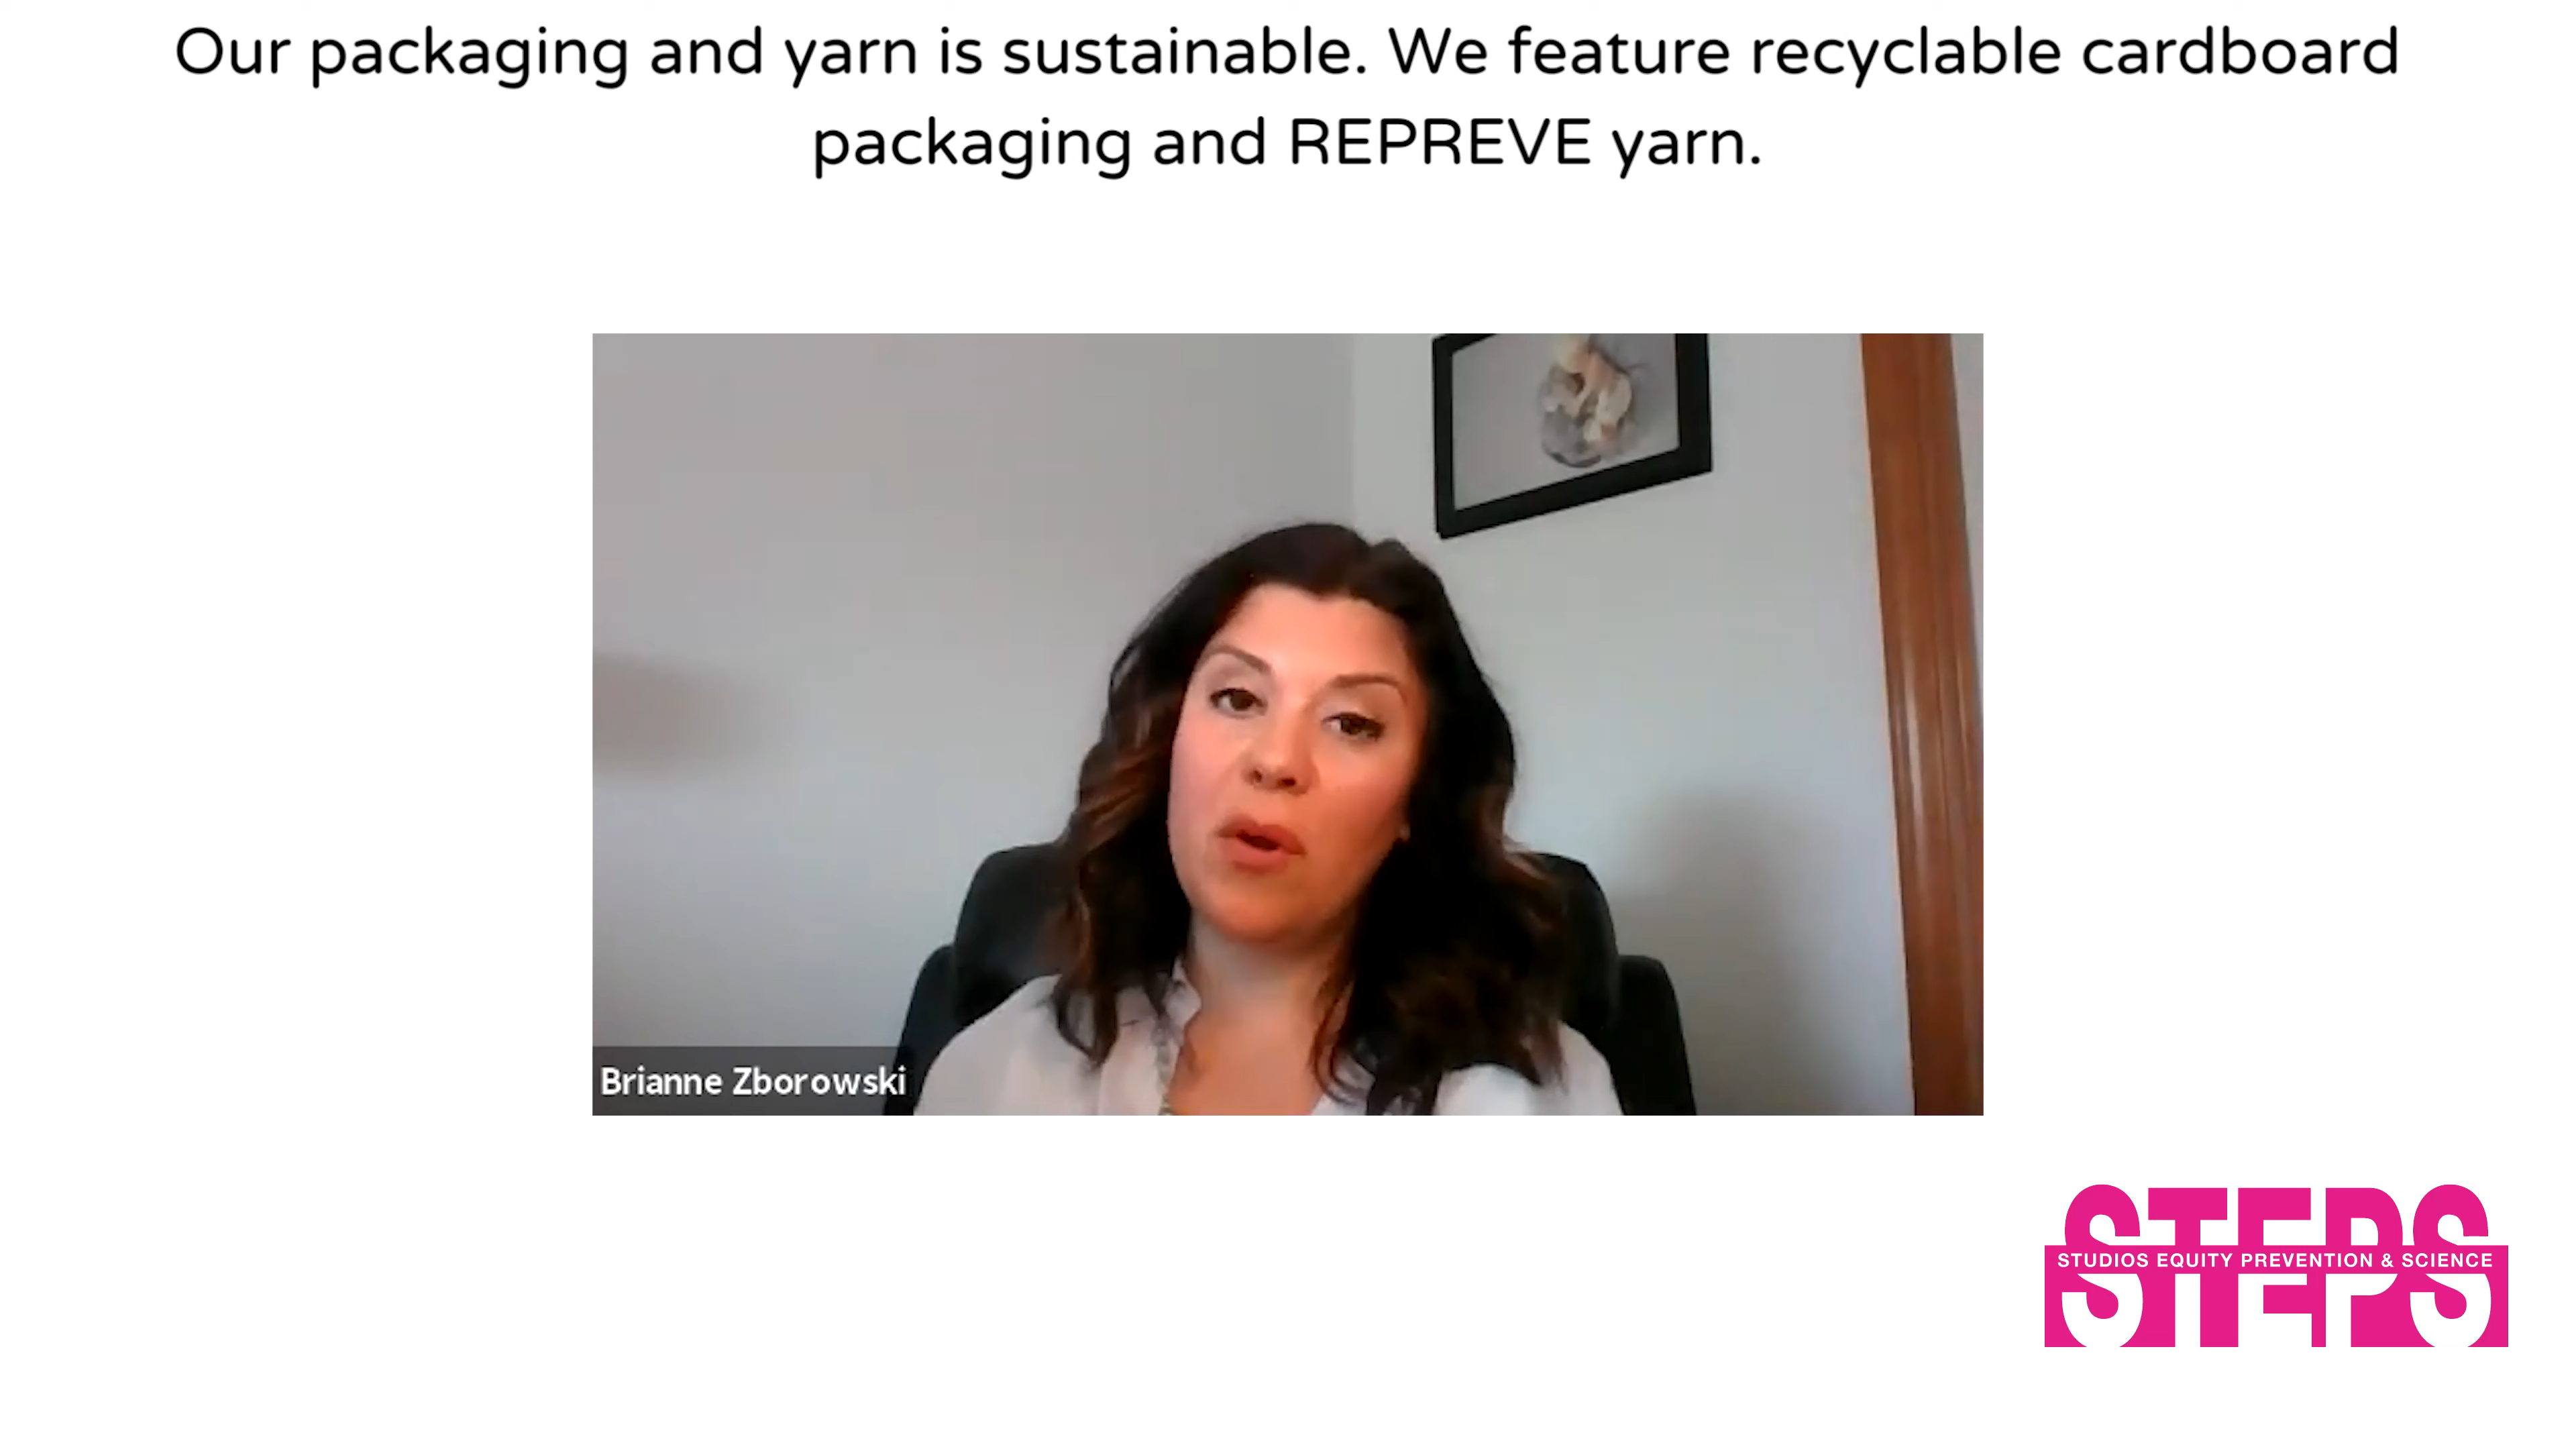 Our packaging and yarn is sustainable. We feature recyclable cardboard
packaging and REPREVE yarn.
Brianne Zborowski
STEPS
STUDIOS EQUITY PREVENTION & SCIENCE